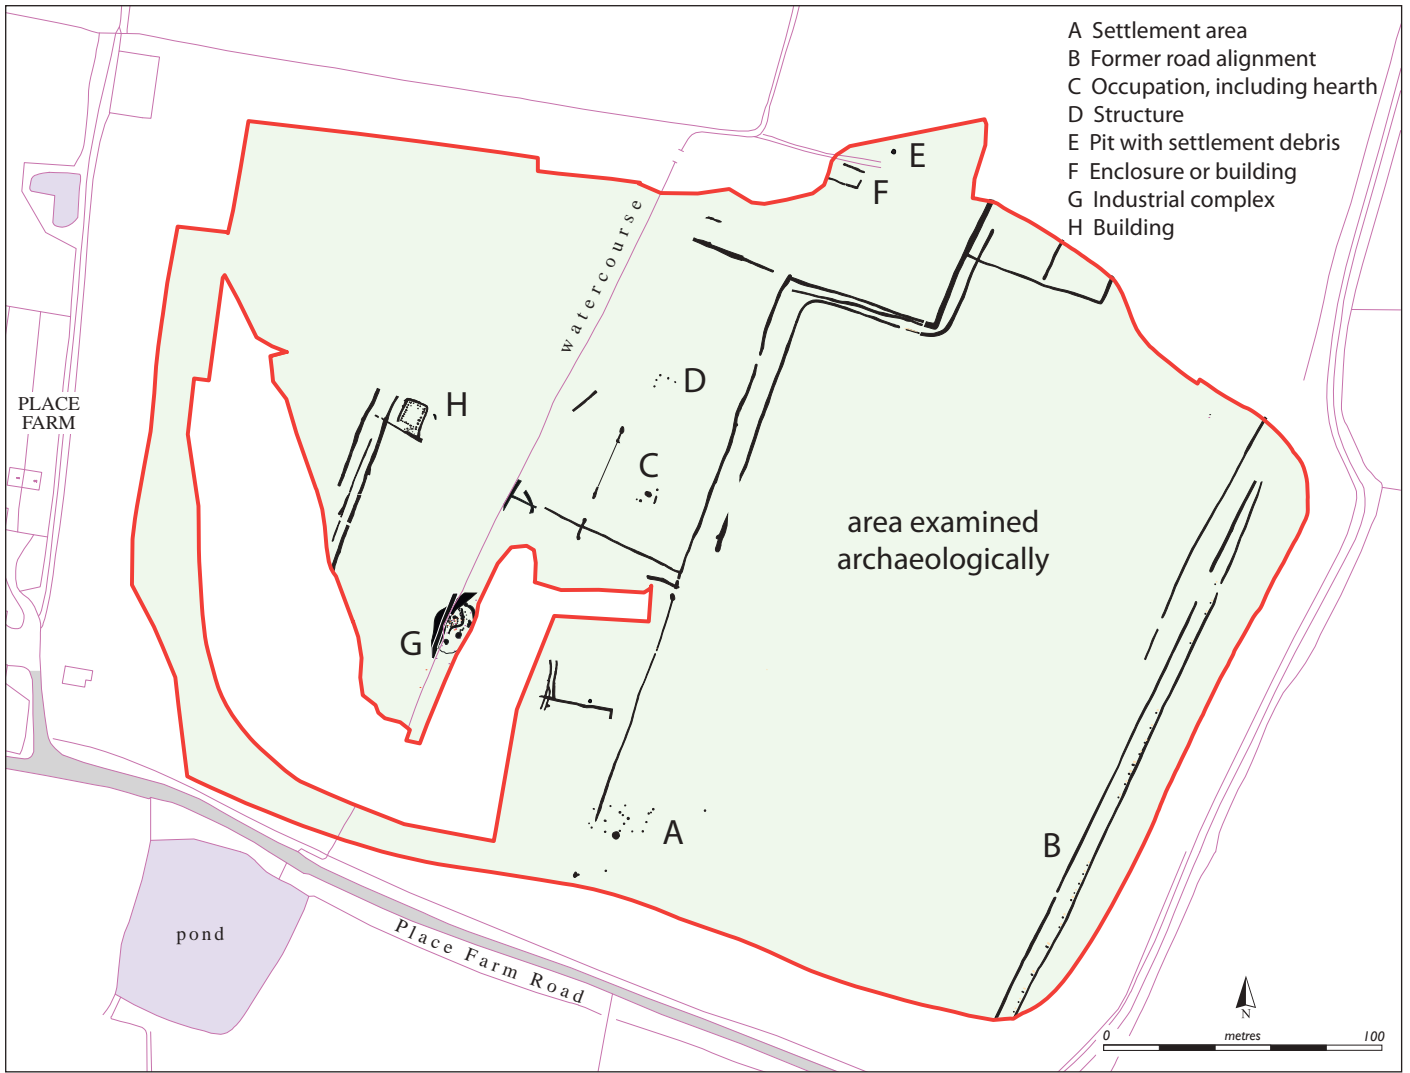 A Settlement area
B Former road alignment
C Occupation, including hearth
D Structure
E Pit with settlement debris
F Enclosure or building
G Industrial complex
H Building
E
F
watercourse
D
H
PLACE
FARM
C
area examined
archaeologically
G
A
B
pond
Place Farm Road
N
0 metres 100